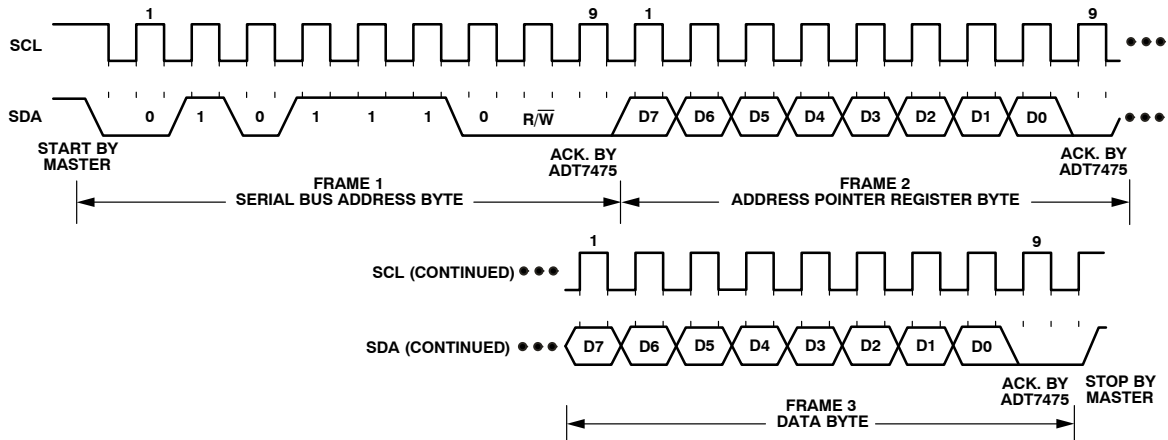 1 9 1 9
SCL
SDA 0 1 0 1 1 1 0 R/W̅ D7 D6 D5 D4 D3 D2 D1 D0
START BY
MASTER
ACK. BY
ADT7475
ACK. BY
ADT7475
FRAME 1
SERIAL BUS ADDRESS BYTE
FRAME 2
ADDRESS POINTER REGISTER BYTE
1 9
SCL (CONTINUED)
SDA (CONTINUED) D7 D6 D5 D4 D3 D2 D1 D0
ACK. BY
ADT7475
STOP BY
MASTER
FRAME 3
DATA BYTE